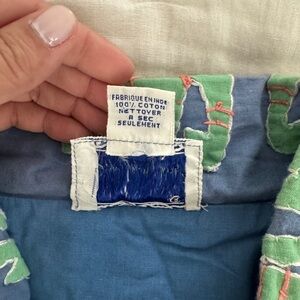 FABRIQUE EN INDE
100% COTON
NETTOYER
A SEC
SEULEMENT